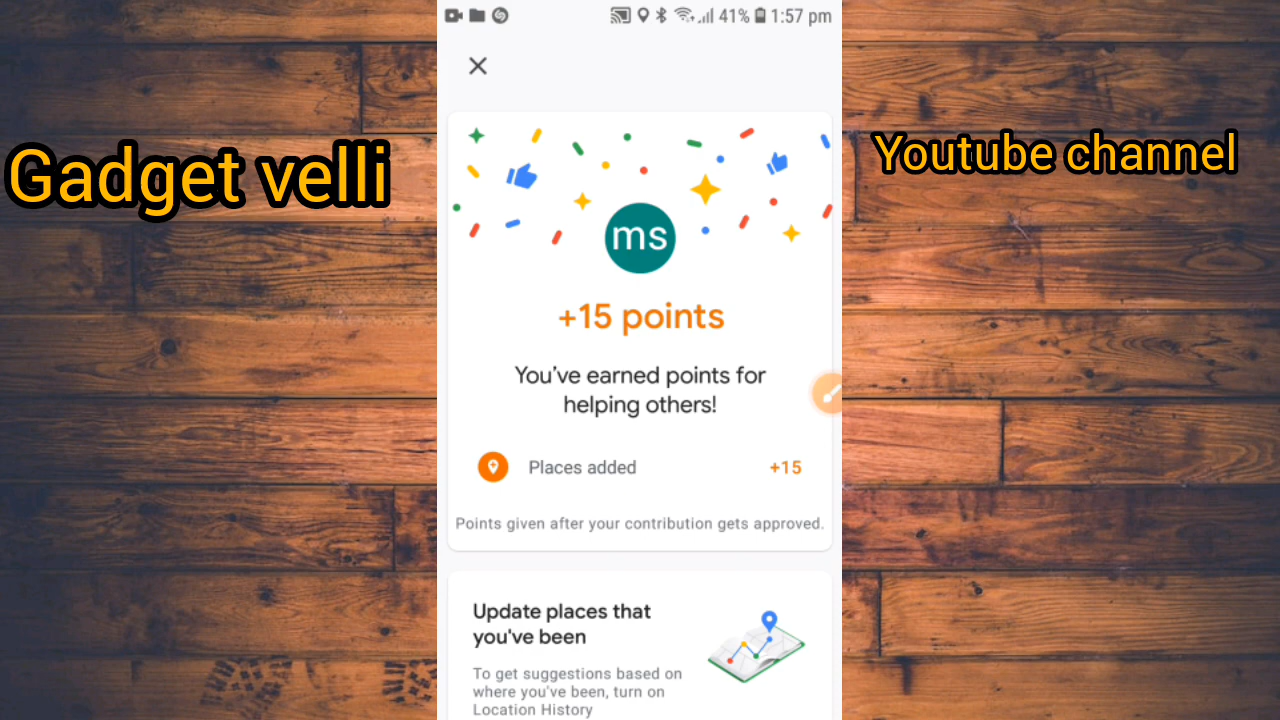 41% 1:57 pm
Gadget velli
Youtube channel
ms
+15 points
You've earned points for
helping others!
Places added +15
Points given after your contribution gets approved.
Update places that
you've been
To get suggestions based on
where you've been, turn on
Location History